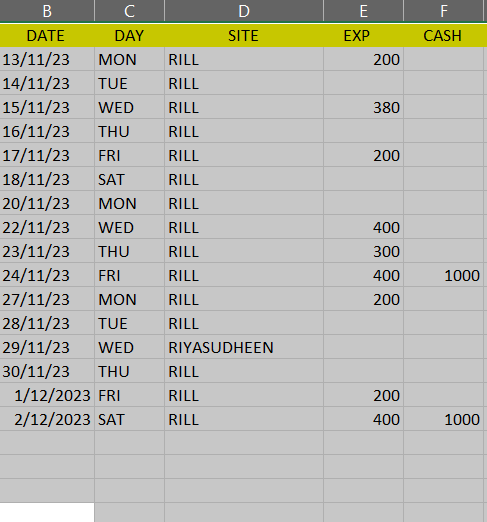 B C D E F
DATE DAY SITE EXP CASH
13/11/23 MON RILL 200
14/11/23 TUE RILL
15/11/23 WED RILL 380
16/11/23 THU RILL
17/11/23 FRI RILL 200
18/11/23 SAT RILL
20/11/23 MON RILL
22/11/23 WED RILL 400
23/11/23 THU RILL 300
24/11/23 FRI RILL 400 1000
27/11/23 MON RILL 200
28/11/23 TUE RILL
29/11/23 WED RIYASUDHEEN
30/11/23 THU RILL
1/12/2023 FRI RILL 200
2/12/2023 SAT RILL 400 1000